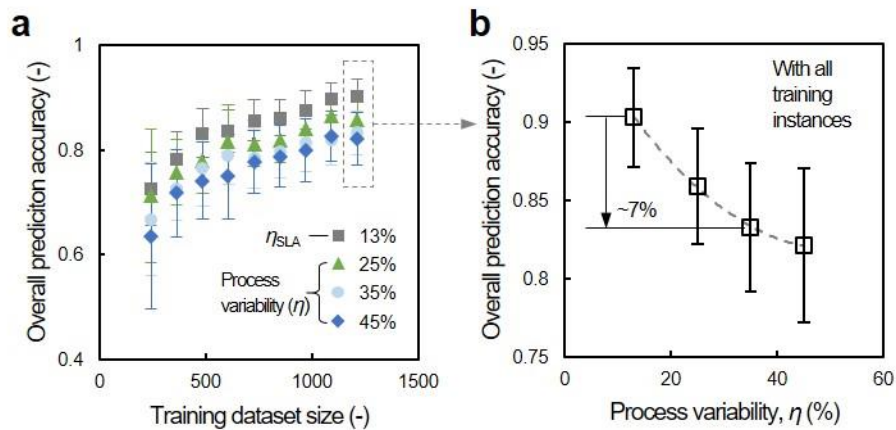 a
Overall prediciton accuracy (-)
1
0.8
0.6
0.4
0
500
1000
1500
Training dataset size (-)
ηSLA
13%
25%
Process
variability (η)
35%
45%
b
Overall prediction accuracy (-)
0.95
0.9
0.85
0.8
0.75
With all
training
instances
~7%
0
20
40
60
Process variability, η (%)